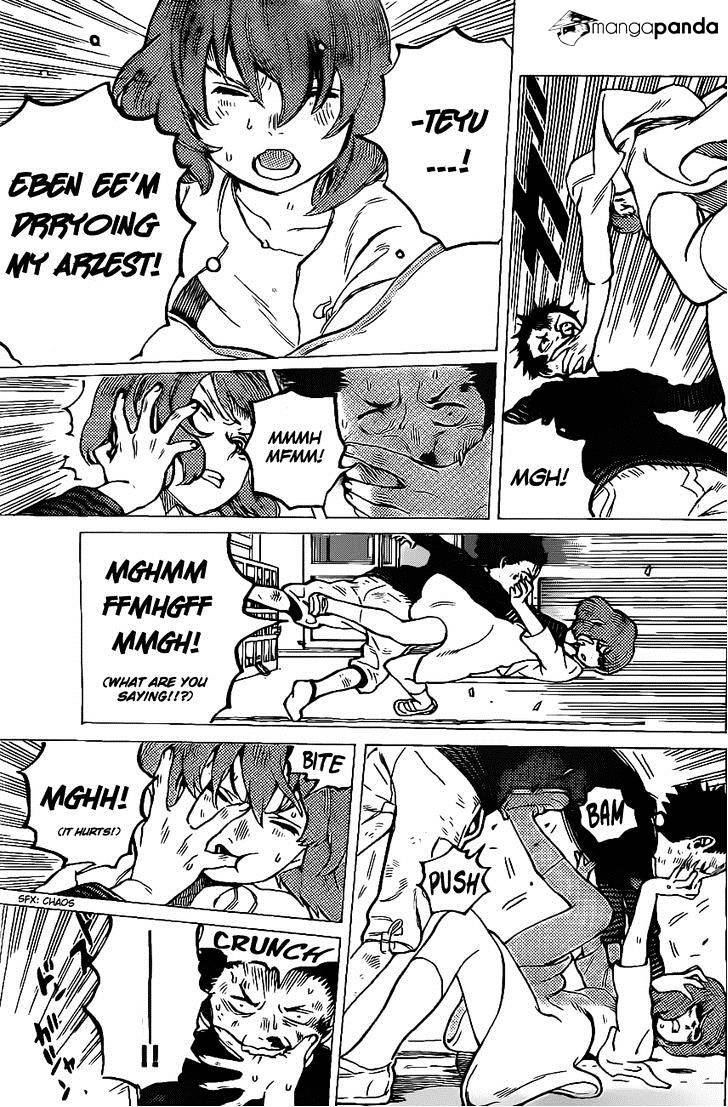 mangapanda
-TEYU
...!
EBEN EE'M
DRRYOING
MY ARZEST!
MGH!
MMMH
MFMM!
MGHMM
FFMHGFF
MMGH!
(WHAT ARE YOU
SAYING!!?)
BAM
PUSH
BITE
MGHH!
(IT HURTS!)
SFX: CHAOS
CRUNCH
!!